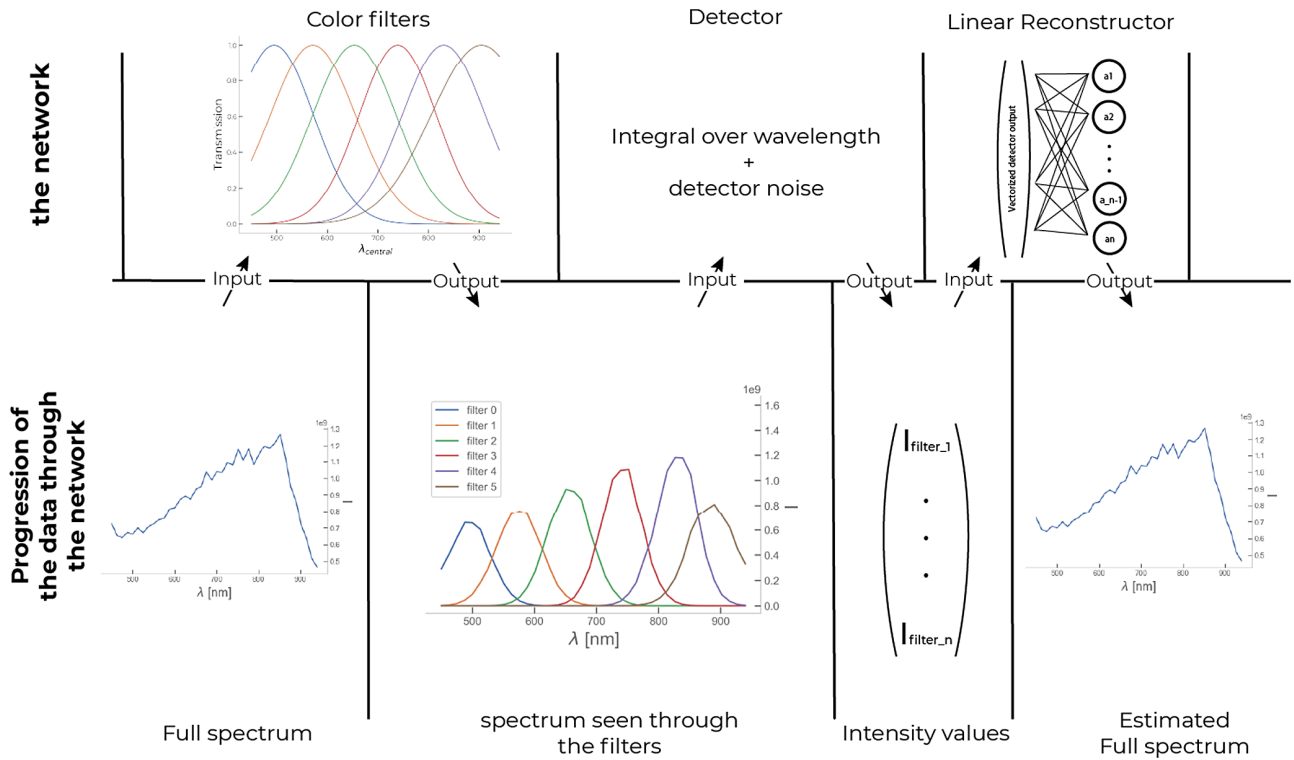 Color filters
Detector
Linear Reconstructor
the network
1.0
0.8
0.6
0.4
0.2
0.0
Transmission
500
600
700
800
900
λcentral
Integral over wavelength
+
detector noise
Vectorized detector output
a1
a2
a_n-1
an
Input
Output
Input
Output
Input
Output
Progression of
the data through
the network
1e9
1.3
1.2
1.1
1.0
0.9
0.8
0.7
0.6
0.5
I
500
600
700
800
900
λ [nm]
filter 0
filter 1
filter 2
filter 3
filter 4
filter 5
1e9
1.6
1.4
1.2
1.0
0.8
0.6
0.4
0.2
0.0
I
500
600
700
800
900
λ [nm]
Ifilter_1
Ifilter_n
1e9
1.3
1.2
1.1
1.0
0.9
0.8
0.7
0.6
0.5
I
500
600
700
800
900
λ [nm]
Full spectrum
spectrum seen through
the filters
Intensity values
Estimated
Full spectrum